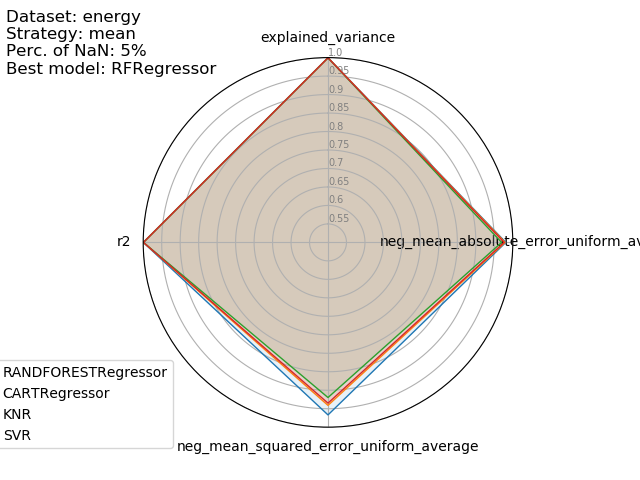 Dataset: energy
Strategy: mean
Perc. of NaN: 5%
Best model: RFRegressor
explained_variance
1.0
0.95
0.9
0.85
0.8
0.75
0.7
0.65
0.6
0.55
r2
neg_mean_absolute_error_uniform_av
RANDFORESTRegressor
CARTRegressor
KNR
SVR
neg_mean_squared_error_uniform_average